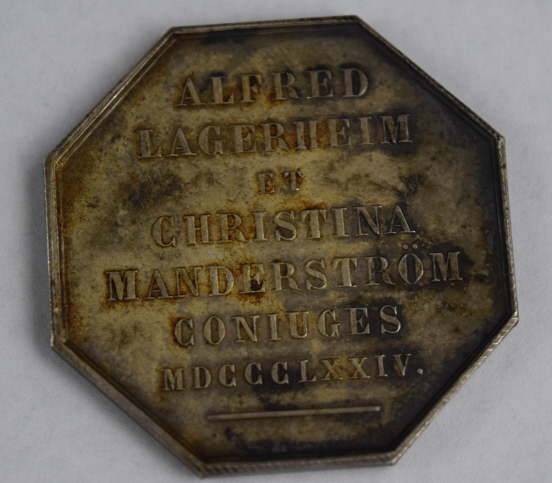 ALFRED
LAGERHEIM
ET
CHRISTINA
MANDERSTRÖM
CONIUGES
MDCCCLXXIV.